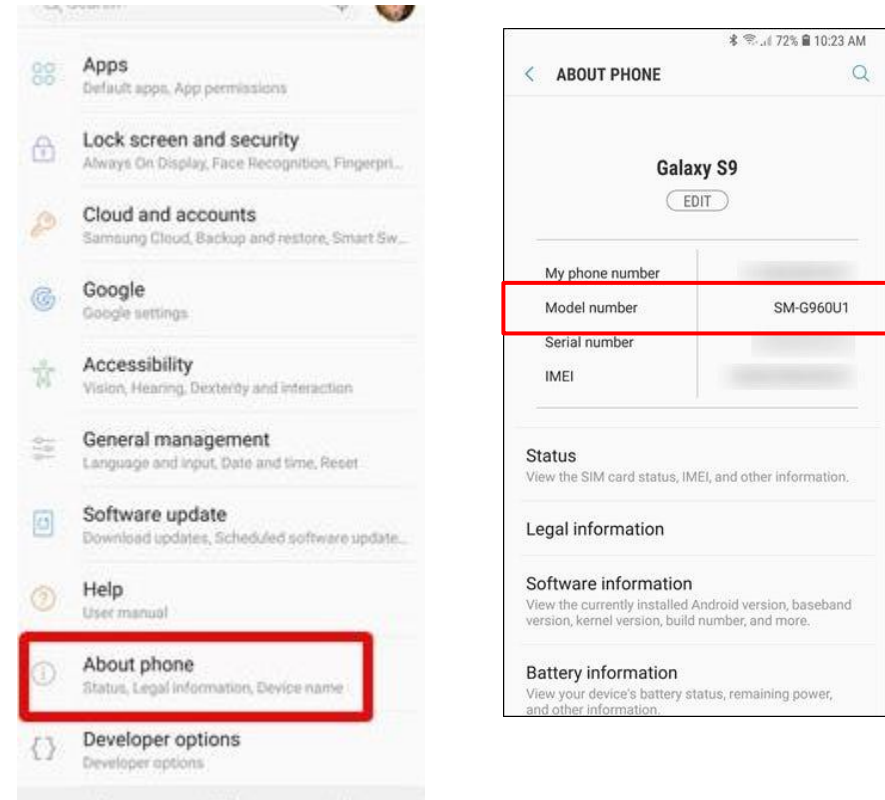 Apps
Default apps, App permissions
Lock screen and security
Always On Display, Face Recognition, Fingerpri...
Cloud and accounts
Samsung Cloud, Backup and restore, Smart Sw...
Google
Google settings
Accessibility
Vision, Hearing, Dexterity and interaction
General management
Language and input, Date and time, Reset
Software update
Download updates, Scheduled software update...
Help
User manual
About phone
Status, Legal information, Device name
Developer options
Developer options
72% 10:23 AM
ABOUT PHONE
Galaxy S9
EDIT
My phone number
Model number SM-G960U1
Serial number
IMEI
Status
View the SIM card status, IMEI, and other information.
Legal information
Software information
View the currently installed Android version, baseband
version, kernel version, build number, and more.
Battery information
View your device's battery status, remaining power,
and other information.